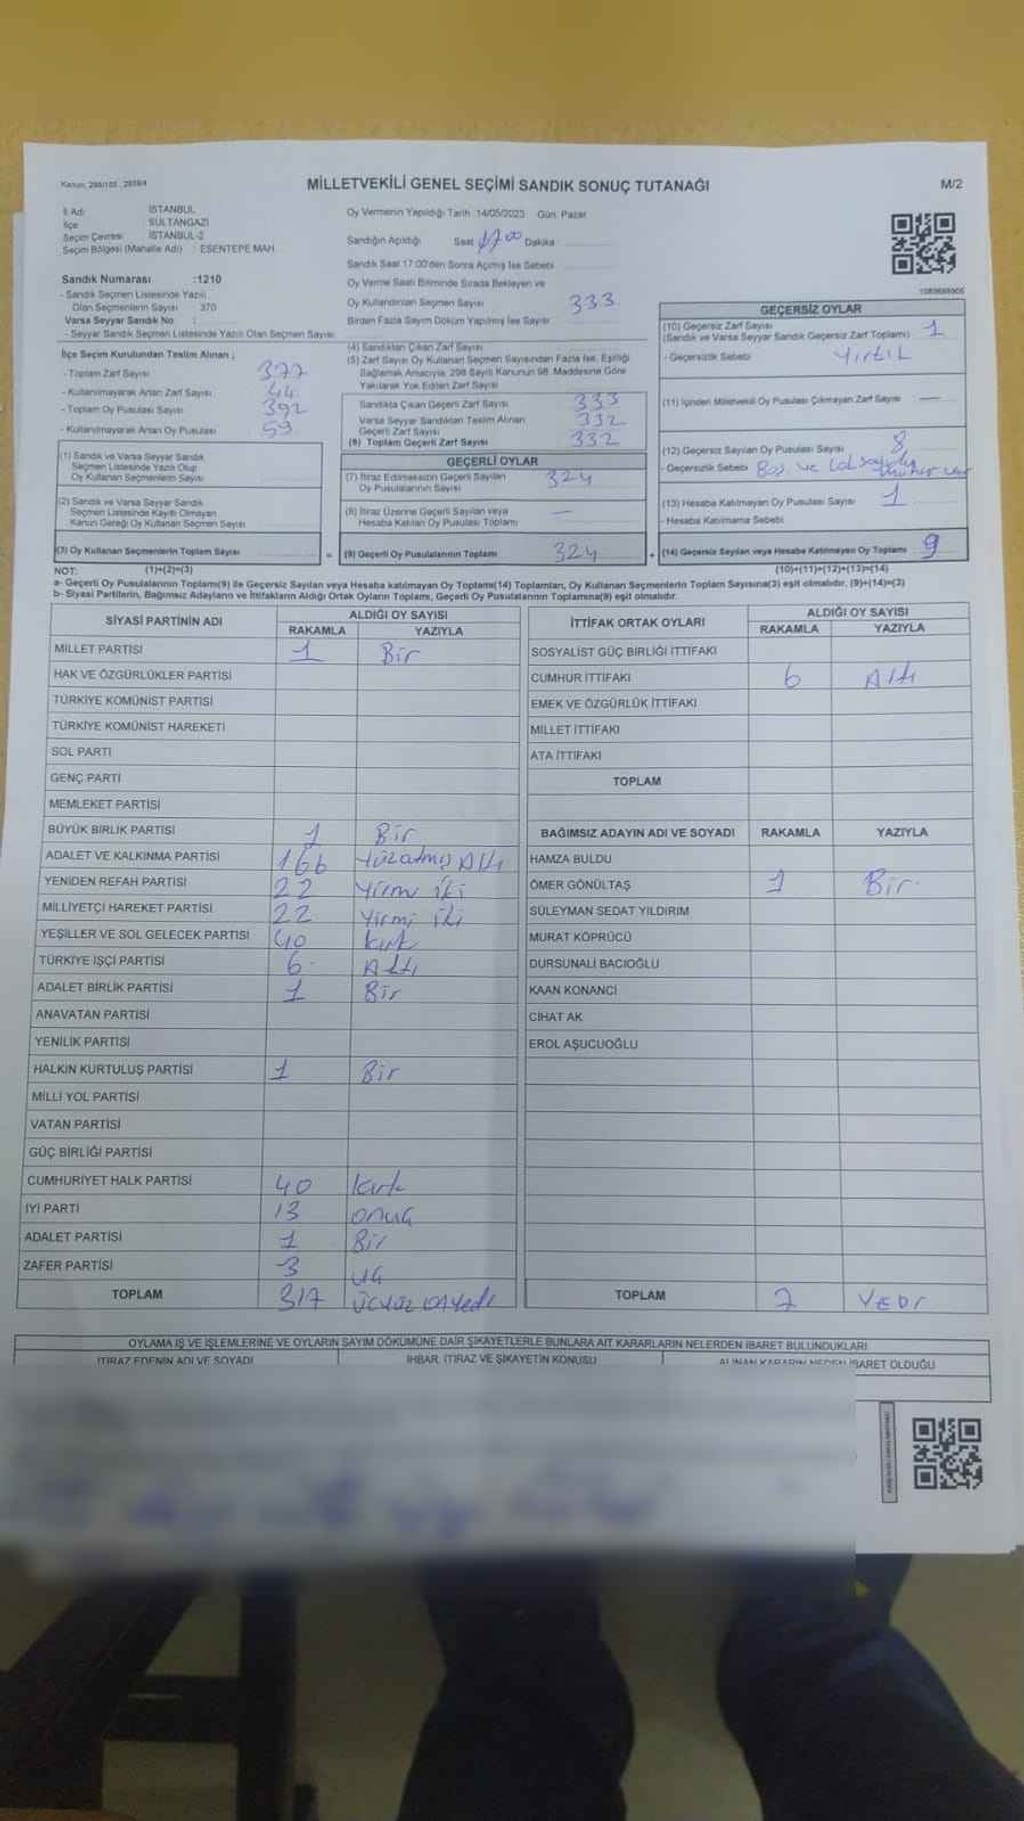 Kanun; 298/105 , 2839/4
MİLLETVEKİLİ GENEL SEÇİMİ SANDIK SONUÇ TUTANAĞI
M/2
İl Adı : İSTANBUL
İlçe : SULTANGAZİ
Seçim Çevresi : İSTANBUL-2
Seçim Bölgesi (Mahalle Adı) : ESENTEPE MAH.
Sandık Numarası :1210
- Sandık Seçmen Listesinde Yazılı
Olan Seçmenlerin Sayısı : 370
Varsa Seyyar Sandık No :
- Seyyar Sandık Seçmen Listesinde Yazılı Olan Seçmen Sayısı
İlçe Seçim Kurulundan Teslim Alınan ;
- Toplam Zarf Sayısı 377
- Kullanılmayarak Artan Zarf Sayısı 44
- Toplam Oy Pusulası Sayısı 392
- Kullanılmayarak Artan Oy Pusulası 59
(1) Sandık ve Varsa Seyyar Sandık
Seçmen Listesinde Yazılı Olup
Oy Kullanan Seçmenlerin Sayısı
(2) Sandık ve Varsa Seyyar Sandık
Seçmen Listesinde Kayıtlı Olmayan
Kanun Gereği Oy Kullanan Seçmen Sayısı
(3) Oy Kullanan Seçmenlerin Toplam Sayısı
Oy Vermenin Yapıldığı Tarih :14/05/2023 Gün: Pazar
Sandığın Açıldığı Saat 17 00 Dakika
Sandık Saat 17:00'den Sonra Açılmış İse Sebebi
Oy Verme Saati Bitiminde Sırada Bekleyen ve
Oy Kullandırılan Seçmen Sayısı 333
Birden Fazla Sayım Döküm Yapılmış İse Sayısı
(4) Sandıktan Çıkan Zarf Sayısı
(5) Zarf Sayısı Oy Kullanan Seçmen Sayısından Fazla İse, Eşitliği
Sağlamak Amacıyla, 298 Sayılı Kanunun 98. Maddesine Göre
Yakılarak Yok Edilen Zarf Sayısı
Sandıkta Çıkan Geçerli Zarf Sayısı 333
Varsa Seyyar Sandıktan Teslim Alınan
Geçerli Zarf Sayısı 332
(6) Toplam Geçerli Zarf Sayısı 332
GEÇERLİ OYLAR
(7) İtiraz Edilmeksizin Geçerli Sayılan
Oy Pusulalarının Sayısı 324
(8) İtiraz Üzerine Geçerli Sayılan veya
Hesaba Katılan Oy Pusulası Toplamı —
= (9) Geçerli Oy Pusulalarının Toplamı 324
GEÇERSİZ OYLAR
(10) Geçersiz Zarf Sayısı
(Sandık ve Varsa Seyyar Sandık Geçersiz Zarf Toplamı) 1
- Geçersizlik Sebebi Yırtık
(11) İçinden Milletvekili Oy Pusulası Çıkmayan Zarf Sayısı —
(12) Geçersiz Sayılan Oy Pusulası Sayısı 8
- Geçersizlik Sebebi Boş ve
(13) Hesaba Katılmayan Oy Pusulası Sayısı 1
- Hesaba Katılmama Sebebi
+ (14) Geçersiz Sayılan veya Hesaba Katılmayan Oy Toplamı 9
NOT: (1)+(2)=(3) (10)+(11)+(12)+(13)=(14)
a- Geçerli Oy Pusulalarının Toplamı(9) ile Geçersiz Sayılan veya Hesaba katılmayan Oy Toplamı(14) Toplamları, Oy Kullanan Seçmenlerin Toplam Sayısına(3) eşit olmalıdır. (9)+(14)=(3)
b- Siyasi Partilerin, Bağımsız Adayların ve İttifakların Aldığı Ortak Oyların Toplamı, Geçerli Oy Pusulalarının Toplamına(9) eşit olmalıdır.
SİYASİ PARTİNİN ADI ALDIĞI OY SAYISI
RAKAMLA YAZIYLA
MİLLET PARTİSİ 1 Bir
HAK VE ÖZGÜRLÜKLER PARTİSİ
TÜRKİYE KOMÜNİST PARTİSİ
TÜRKİYE KOMÜNİST HAREKETİ
SOL PARTİ
GENÇ PARTİ
MEMLEKET PARTİSİ
BÜYÜK BİRLİK PARTİSİ 1 Bir
ADALET VE KALKINMA PARTİSİ 166 Yüzatmış Altı
YENİDEN REFAH PARTİSİ 22 Yirmi iki
MİLLİYETÇİ HAREKET PARTİSİ 22 Yirmi iki
YEŞİLLER VE SOL GELECEK PARTİSİ 40 kırk
TÜRKİYE İŞÇİ PARTİSİ 6 Altı
ADALET BİRLİK PARTİSİ 1 Bir
ANAVATAN PARTİSİ
YENİLİK PARTİSİ
HALKIN KURTULUŞ PARTİSİ 1 Bir
MİLLİ YOL PARTİSİ
VATAN PARTİSİ
GÜÇ BİRLİĞİ PARTİSİ
CUMHURİYET HALK PARTİSİ 40 kırk
İYİ PARTİ 13 onüç
ADALET PARTİSİ 1 Bir
ZAFER PARTİSİ 3 üç
TOPLAM 317 üçyüz onyedi
İTTİFAK ORTAK OYLARI ALDIĞI OY SAYISI
RAKAMLA YAZIYLA
SOSYALİST GÜÇ BİRLİĞİ İTTİFAKI
CUMHUR İTTİFAKI 6 Altı
EMEK VE ÖZGÜRLÜK İTTİFAKI
MİLLET İTTİFAKI
ATA İTTİFAKI
TOPLAM
BAĞIMSIZ ADAYIN ADI VE SOYADI RAKAMLA YAZIYLA
HAMZA BULDU
ÖMER GÖNÜLTAŞ 1 Bir
SÜLEYMAN SEDAT YILDIRIM
MURAT KÖPRÜCÜ
DURSUNALİ BACIOĞLU
KAAN KONANCİ
CİHAT AK
EROL AŞUCUOĞLU
TOPLAM 7 YEDİ
OYLAMA İŞ VE İŞLEMLERİNE VE OYLARIN SAYIM DÖKÜMÜNE DAİR ŞİKAYETLERLE BUNLARA AİT KARARLARIN NELERDEN İBARET BULUNDUKLARI
İTİRAZ EDENİN ADI VE SOYADI İHBAR, İTİRAZ VE ŞİKAYETİN KONUSU ALINAN KARARIN NEDEN İBARET OLDUĞU